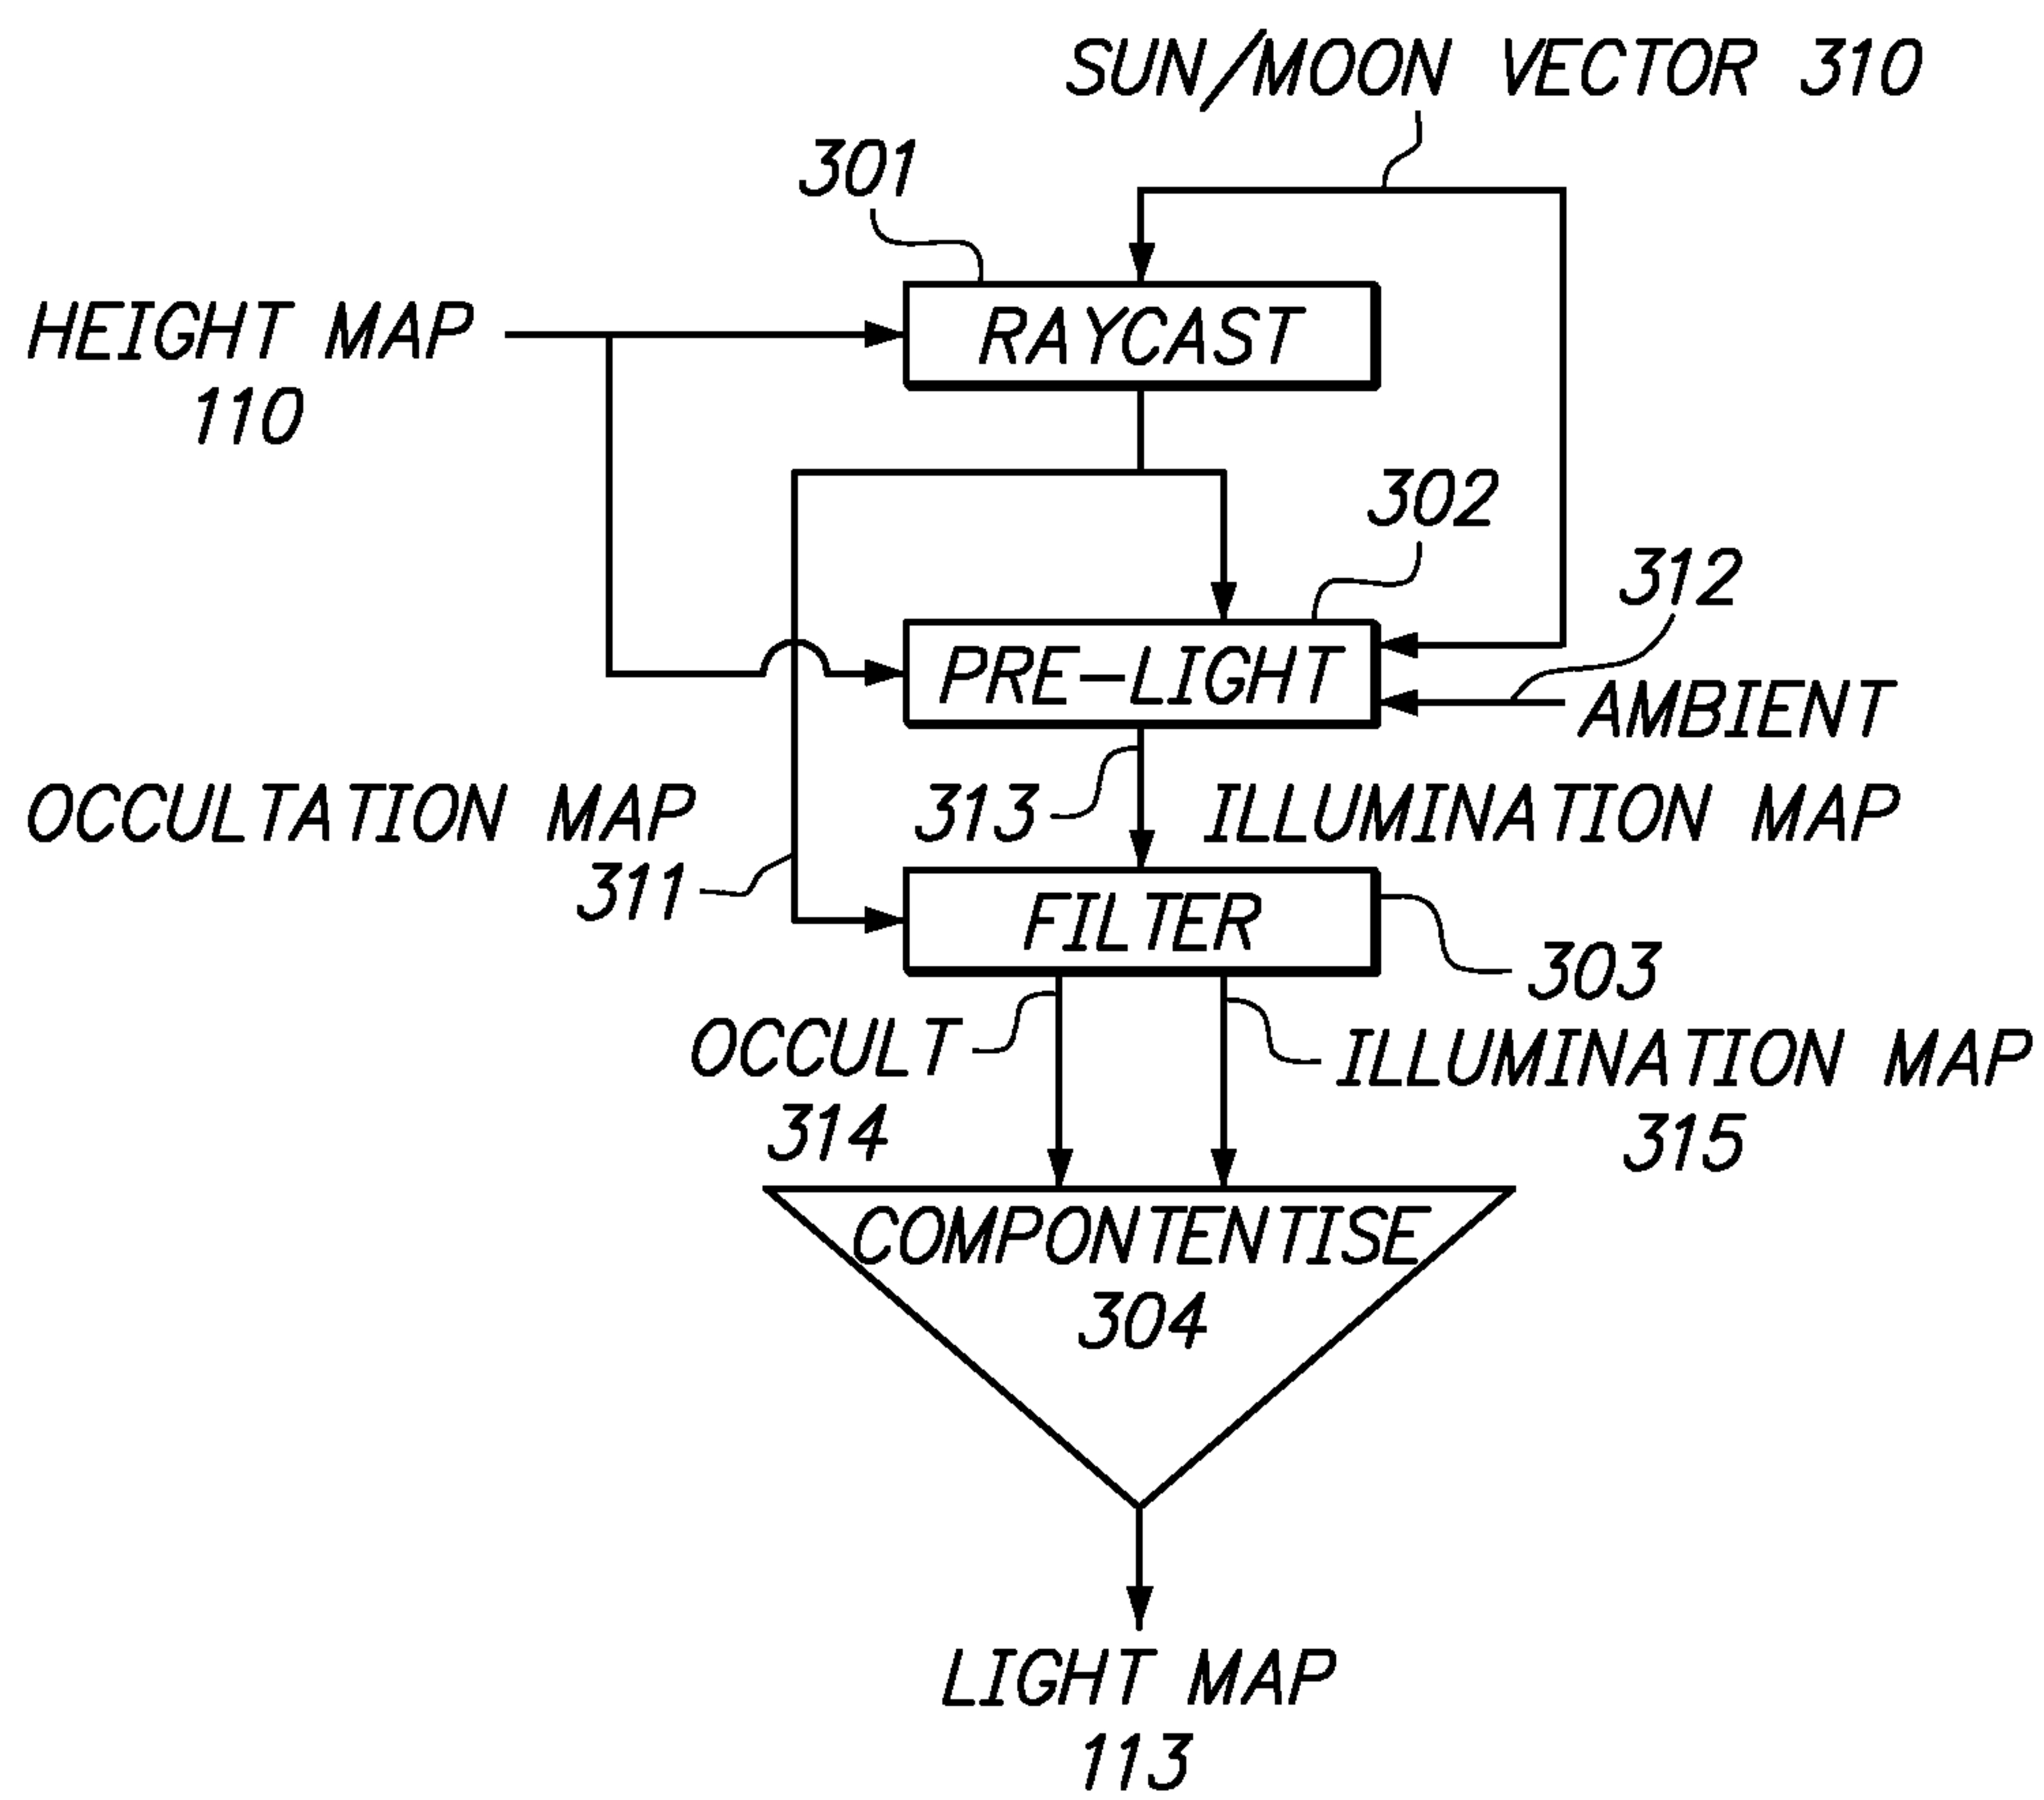 SUN/MOON VECTOR 310
301
RAYCAST
HEIGHT MAP
110
302
312
PRE-LIGHT
AMBIENT
OCCULTATION MAP
311
313
ILLUMINATION MAP
FILTER
303
OCCULT
314
ILLUMINATION MAP
315
COMPONTENTISE
304
LIGHT MAP
113